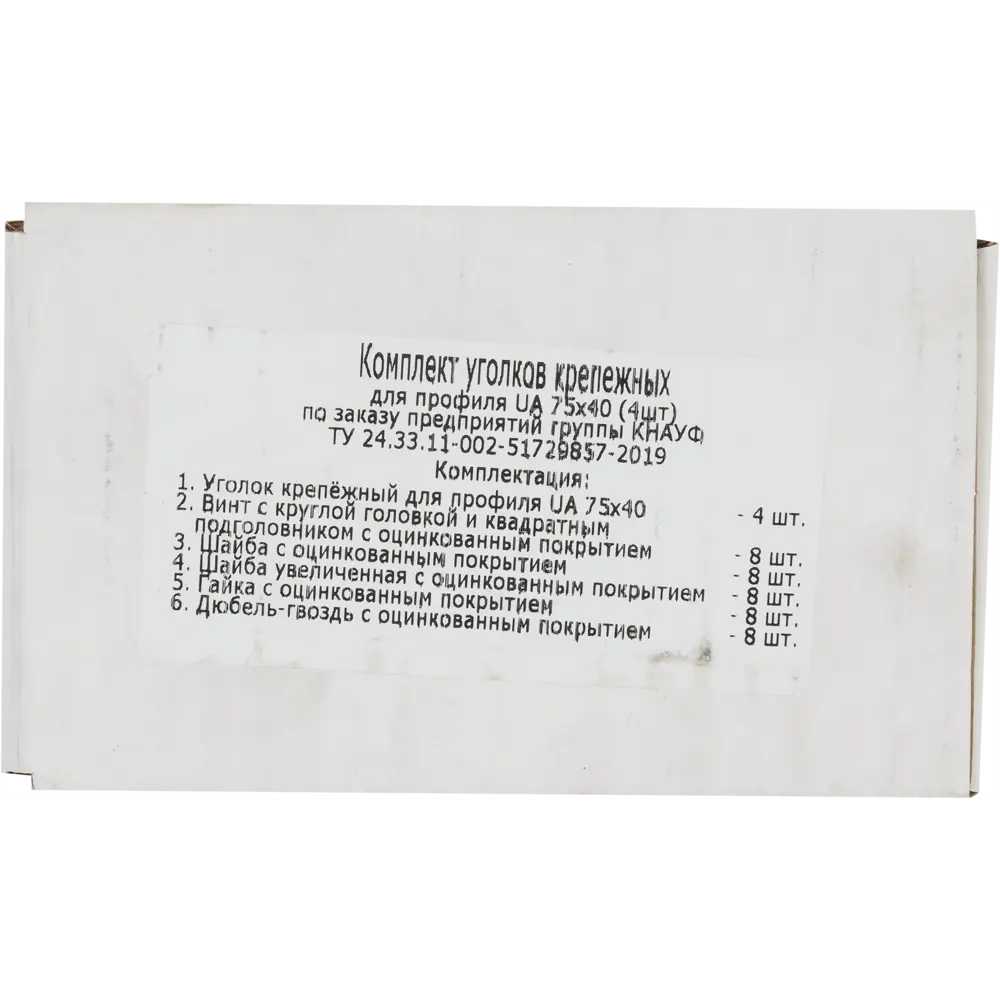 Комплект уголков крепежных
для профиля UA 75x40 (4шт)
по заказу предприятий группы КНАУФ
ТУ 24.33.11-002-51729857-2019
Комплектация:
1. Уголок крепёжный для профиля UA 75x40 - 4 шт.
2. Винт с круглой головкой и квадратным
подголовником с оцинкованным покрытием - 8 шт.
3. Шайба с оцинкованным покрытием - 8 шт.
4. Шайба увеличенная с оцинкованным покрытием - 8 шт.
5. Гайка с оцинкованным покрытием - 8 шт.
6. Дюбель-гвоздь с оцинкованным покрытием - 8 шт.